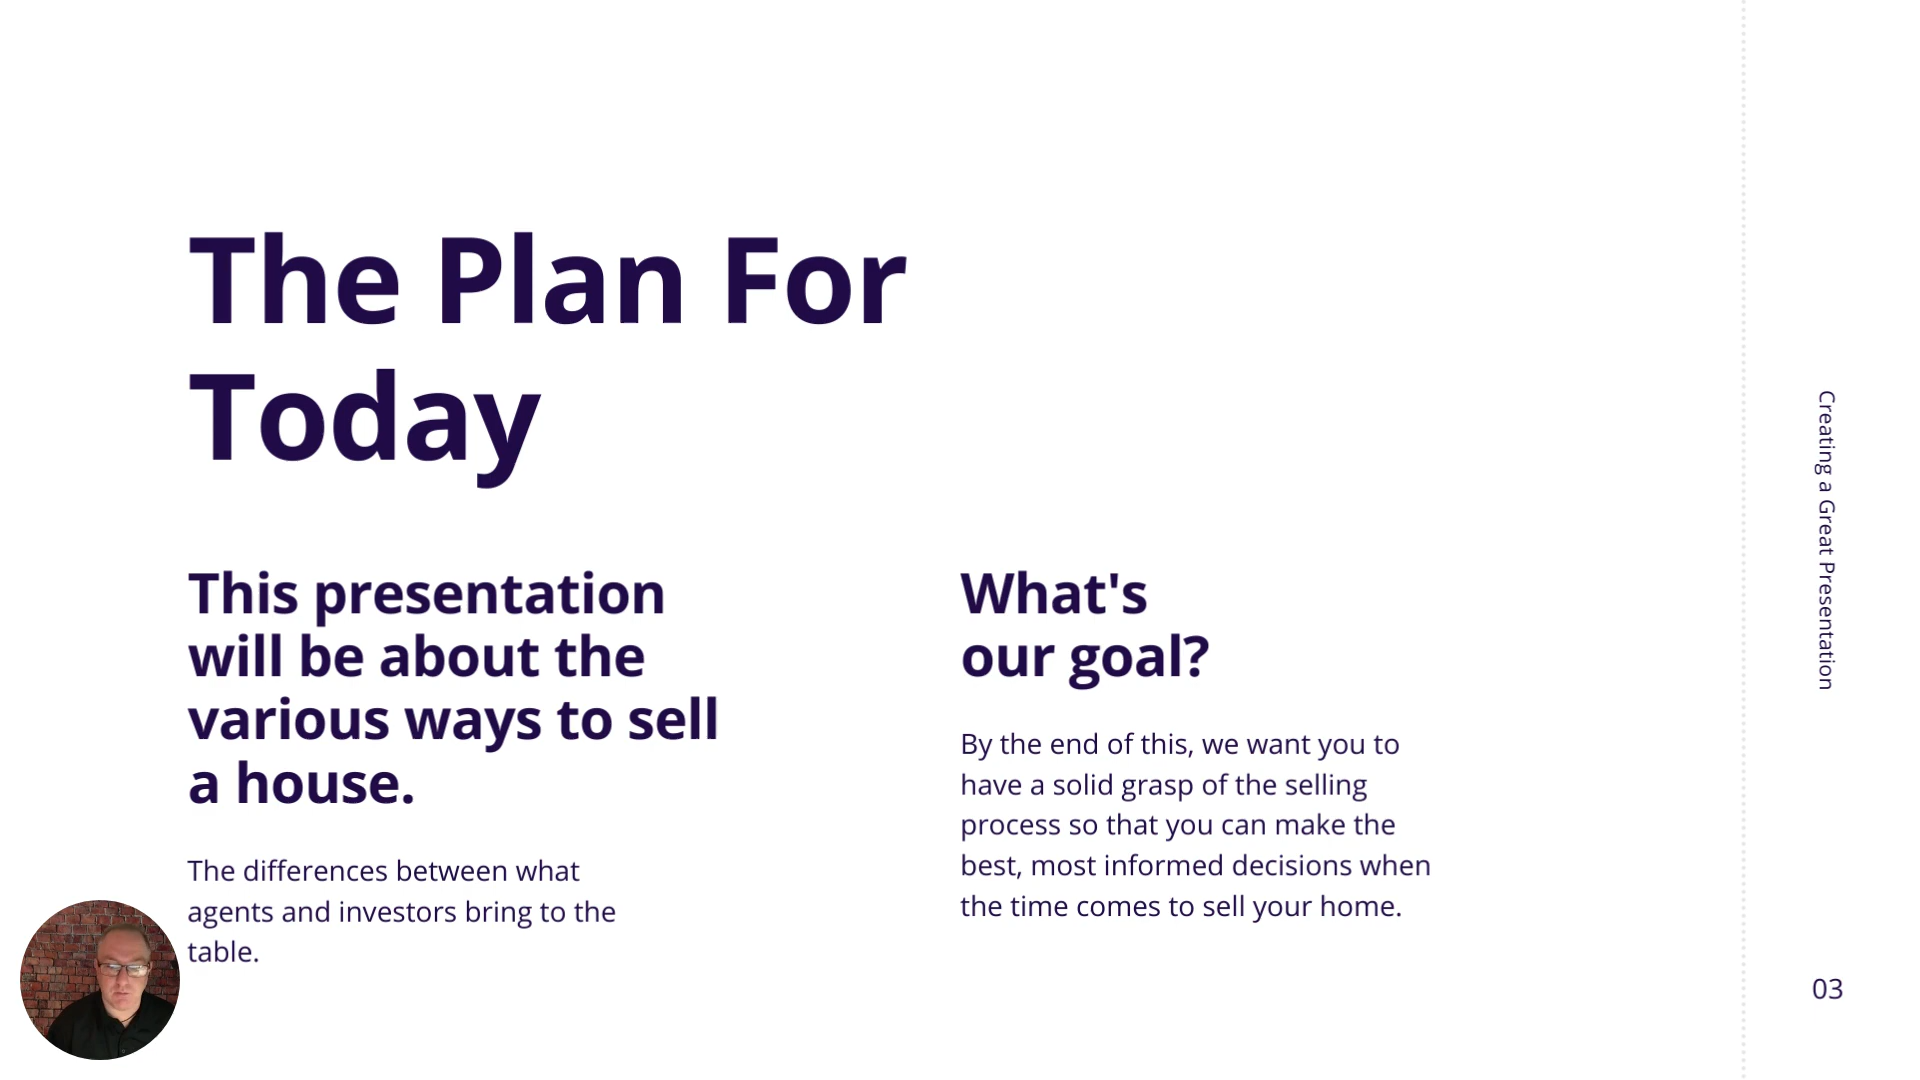 The Plan For
Today
This presentation
will be about the
various ways to sell
a house.
The differences between what
agents and investors bring to the
table.
What's
our goal?
By the end of this, we want you to
have a solid grasp of the selling
process so that you can make the
best, most informed decisions when
the time comes to sell your home.
Creating a Great Presentation
03